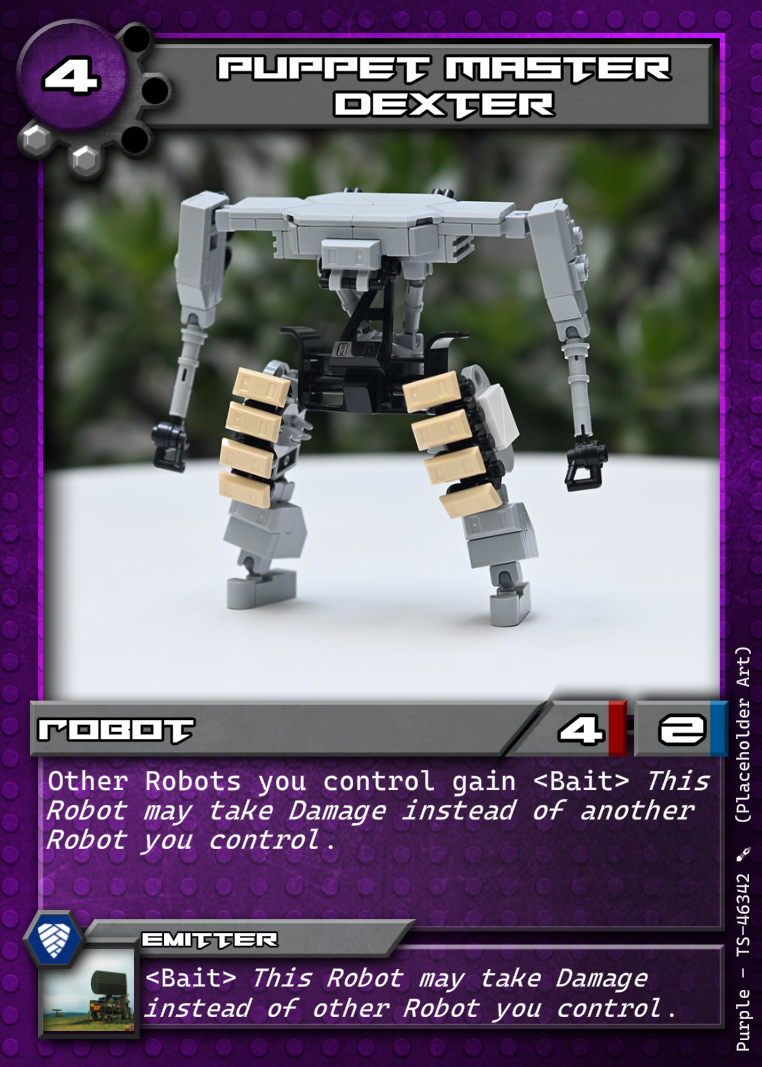 4
PUPPET MASTER
DEXTER
ROBOT
4
2
Other Robots you control gain <Bait> This
Robot may take Damage instead of another
Robot you control.
EMITTER
<Bait> This Robot may take Damage
instead of other Robot you control.
Purple - TS-46342 ✒ (Placeholder Art)